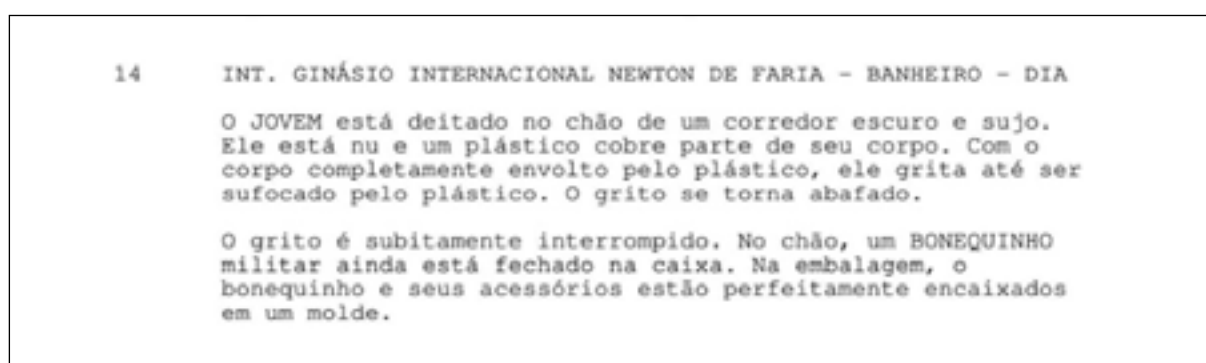 14 INT. GINÁSIO INTERNACIONAL NEWTON DE FARIA - BANHEIRO - DIA
O JOVEM está deitado no chão de um corredor escuro e sujo.
Ele está nu e um plástico cobre parte de seu corpo. Com o
corpo completamente envolto pelo plástico, ele grita até ser
sufocado pelo plástico. O grito se torna abafado.
O grito é subitamente interrompido. No chão, um BONEQUINHO
militar ainda está fechado na caixa. Na embalagem, o
bonequinho e seus acessórios estão perfeitamente encaixados
em um molde.